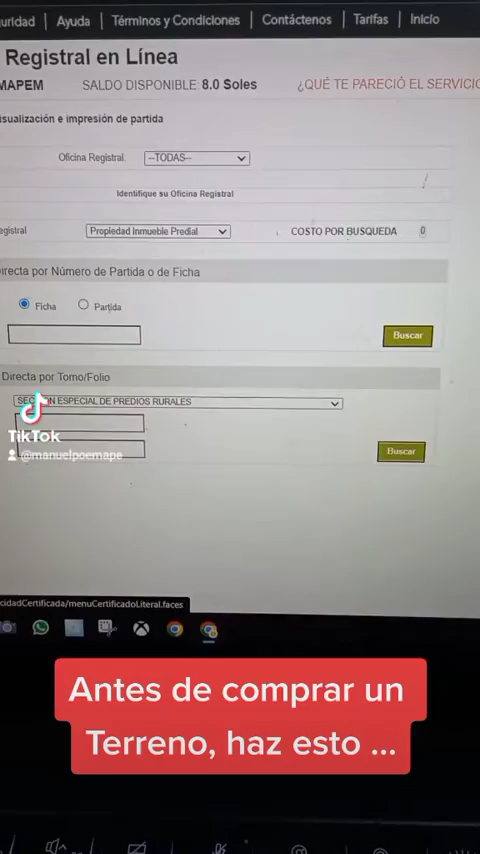 uridad | Ayuda | Términos y Condiciones | Contáctenos | Tarifas | Inicio
Registral en Línea
MAPEM SALDO DISPONIBLE: 8.0 Soles ¿QUÉ TE PARECIÓ EL SERVICIO
isualización e impresión de partida
Oficina Registral: --TODAS--
Identifique su Oficina Registral
egistral Propiedad Inmueble Predial COSTO POR BUSQUEDA 0
irecta por Número de Partida o de Ficha
Ficha Partida
Buscar
Directa por Tomo/Folio
SECCION ESPECIAL DE PREDIOS RURALES
TikTok
@manuelpoemape
Buscar
cidadCertificada/menuCertificadoLiteral.faces
Antes de comprar un
Terreno, haz esto ...